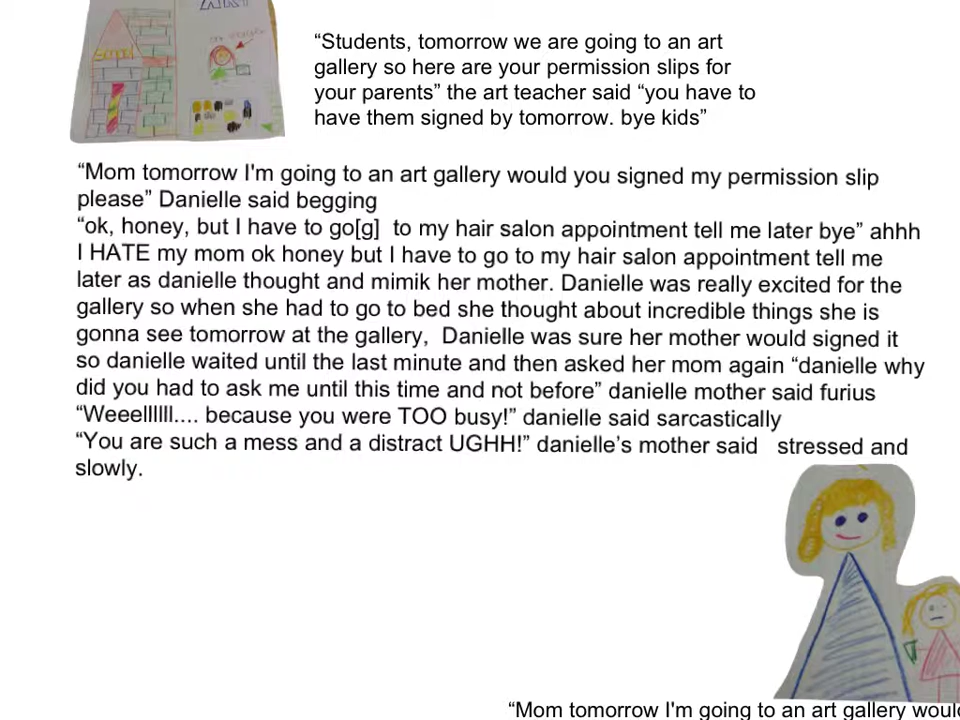 ART
“Students, tomorrow we are going to an art
gallery so here are your permission slips for
your parents” the art teacher said “you have to
have them signed by tomorrow. bye kids”
“Mom tomorrow I'm going to an art gallery would you signed my permission slip
please” Danielle said begging
“ok, honey, but I have to go[g]  to my hair salon appointment tell me later bye” ahhh
I HATE my mom ok honey but I have to go to my hair salon appointment tell me
later as danielle thought and mimik her mother. Danielle was really excited for the
gallery so when she had to go to bed she thought about incredible things she is
gonna see tomorrow at the gallery,  Danielle was sure her mother would signed it
so danielle waited until the last minute and then asked her mom again “danielle why
did you had to ask me until this time and not before” danielle mother said furius
“Weeellllll.... because you were TOO busy!” danielle said sarcastically
“You are such a mess and a distract UGHH!” danielle’s mother said   stressed and
slowly.
“Mom tomorrow I'm going to an art gallery would